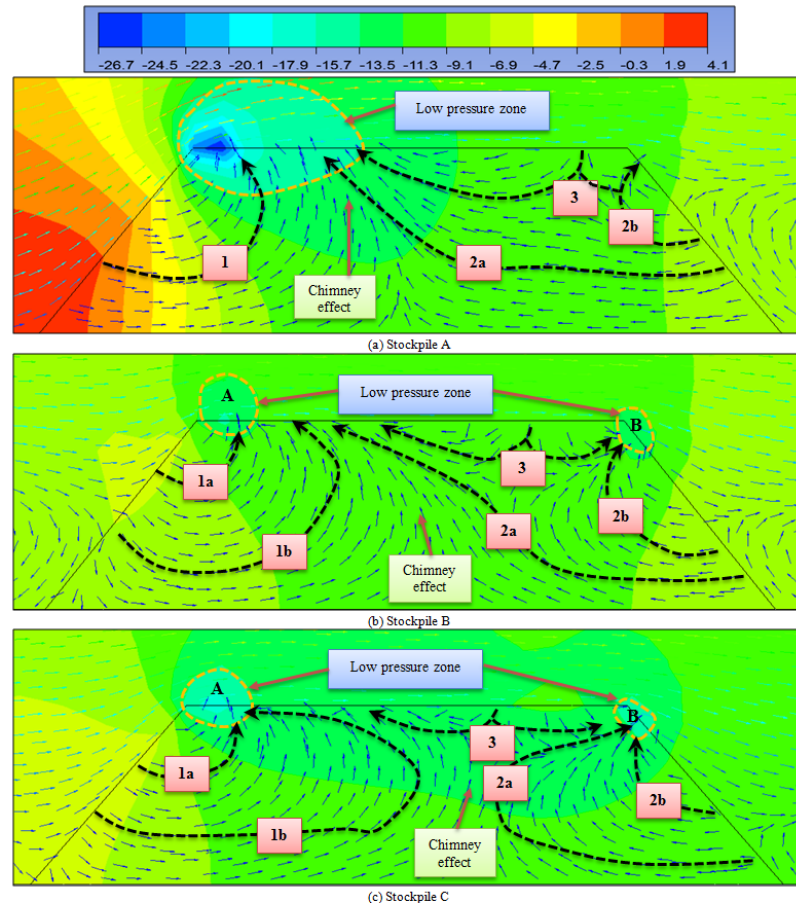 -26.7 -24.5 -22.3 -20.1 -17.9 -15.7 -13.5 -11.3 -9.1 -6.9 -4.7 -2.5 -0.3 1.9 4.1
Low pressure zone
3
2b
1
2a
Chimney
effect
(a) Stockpile A
A
Low pressure zone
B
3
1a
2b
2a
1b
Chimney
effect
(b) Stockpile B
Low pressure zone
A
B
3
1a
2a
2b
1b
Chimney
effect
(c) Stockpile C